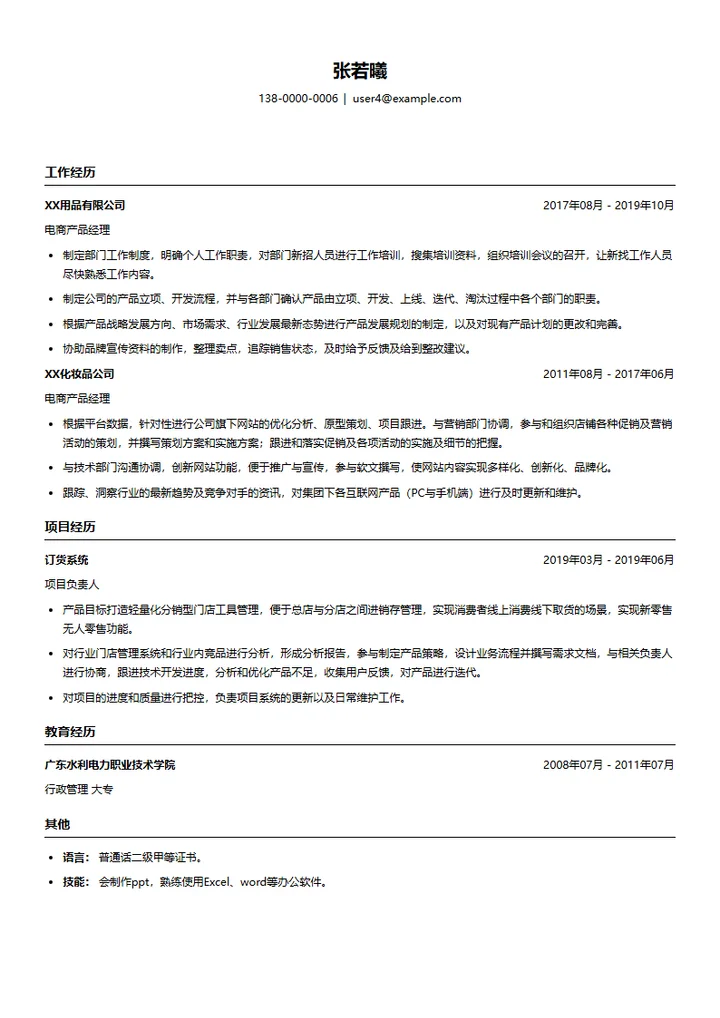 张若曦
138-0000-0006 | user4@example.com
工作经历
XX用品有限公司 2017年08月 - 2019年10月
电商产品经理
• 制定部门工作制度，明确个人工作职责，对部门新招人员进行工作培训，搜集培训资料，组织培训会议的召开，让新找工作人员
尽快熟悉工作内容。
• 制定公司的产品立项、开发流程，并与各部门确认产品由立项、开发、上线、迭代、淘汰过程中各个部门的职责。
• 根据产品战略发展方向、市场需求、行业发展最新态势进行产品发展规划的制定，以及对现有产品计划的更改和完善。
• 协助品牌宣传资料的制作，整理卖点，追踪销售状态，及时给予反馈及给到整改建议。
XX化妆品公司 2011年08月 - 2017年06月
电商产品经理
• 根据平台数据，针对性进行公司旗下网站的优化分析、原型策划、项目跟进。与营销部门协调，参与和组织店铺各种促销及营销
活动的策划，并撰写策划方案和实施方案；跟进和落实促销及各项活动的实施及细节的把握。
• 与技术部门沟通协调，创新网站功能，便于推广与宣传，参与软文撰写，使网站内容实现多样化、创新化、品牌化。
• 跟踪、洞察行业的最新趋势及竞争对手的资讯，对集团下各互联网产品（PC与手机端）进行及时更新和维护。
项目经历
订货系统 2019年03月 - 2019年06月
项目负责人
• 产品目标打造轻量化分销型门店工具管理，便于总店与分店之间进销存管理，实现消费者线上消费线下取货的场景，实现新零售
无人零售功能。
• 对行业门店管理系统和行业内竞品进行分析，形成分析报告，参与制定产品策略，设计业务流程并撰写需求文档，与相关负责人
进行协商，跟进技术开发进度，分析和优化产品不足，收集用户反馈，对产品进行迭代。
• 对项目的进度和质量进行把控，负责项目系统的更新以及日常维护工作。
教育经历
广东水利电力职业技术学院 2008年07月 - 2011年07月
行政管理 大专
其他
• 语言： 普通话二级甲等证书。
• 技能： 会制作ppt，熟练使用Excel、word等办公软件。